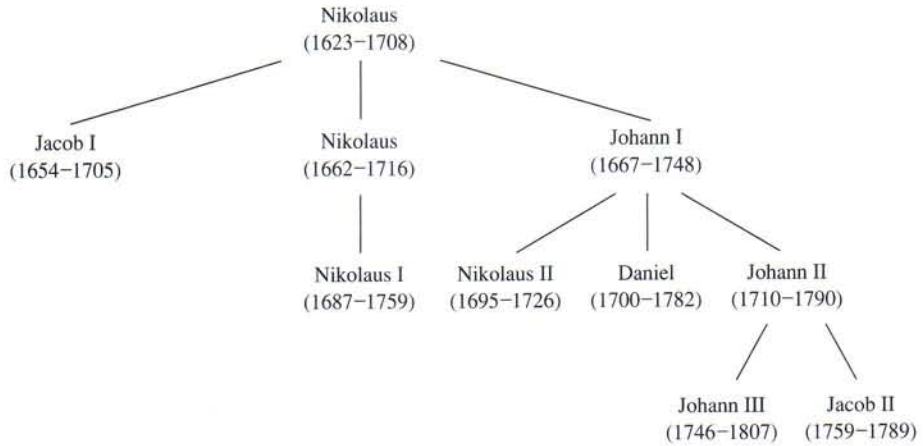 Nikolaus
(1623–1708)
Jacob I
(1654–1705)
Nikolaus
(1662–1716)
Johann I
(1667–1748)
Nikolaus I
(1687–1759)
Nikolaus II
(1695–1726)
Daniel
(1700–1782)
Johann II
(1710–1790)
Johann III
(1746–1807)
Jacob II
(1759–1789)